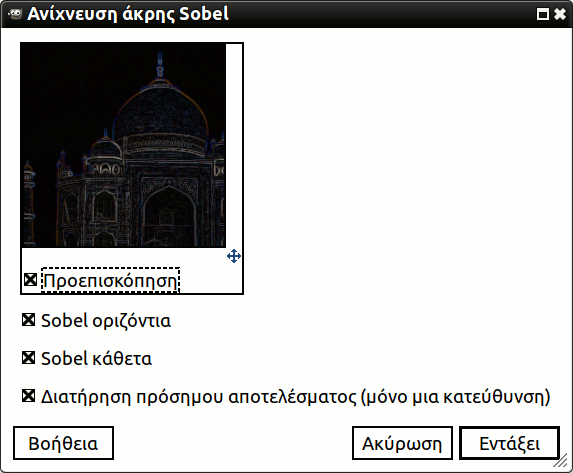 Ανίχνευση άκρης Sobel
Προεπισκόπηση
Sobel οριζόντια
Sobel κάθετα
Διατήρηση πρόσημου αποτελέσματος (μόνο μια κατεύθυνση)
Βοήθεια Ακύρωση Εντάξει